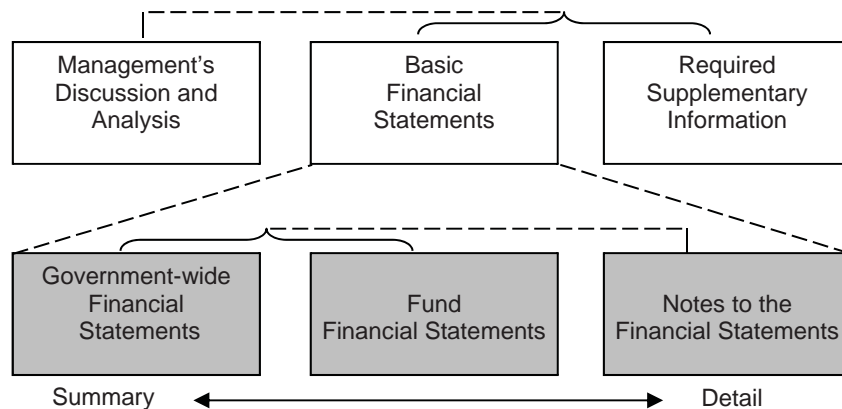 Management's
Discussion and
Analysis
Basic
Financial
Statements
Required
Supplementary
Information
Government-wide
Financial
Statements
Fund
Financial Statements
Notes to the
Financial Statements
Summary
Detail